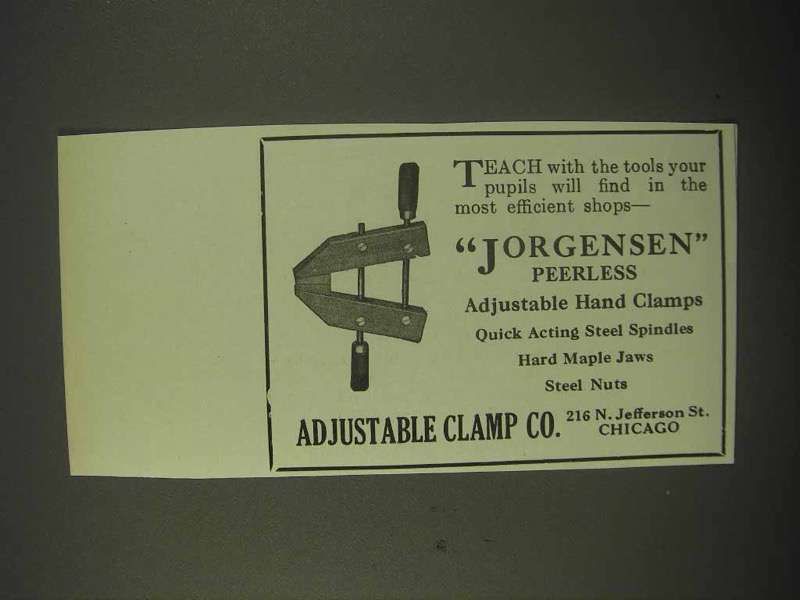 TEACH with the tools your
pupils will find in the
most efficient shops—
"JORGENSEN"
PEERLESS
Adjustable Hand Clamps
Quick Acting Steel Spindles
Hard Maple Jaws
Steel Nuts
ADJUSTABLE CLAMP CO. 216 N. Jefferson St.
CHICAGO